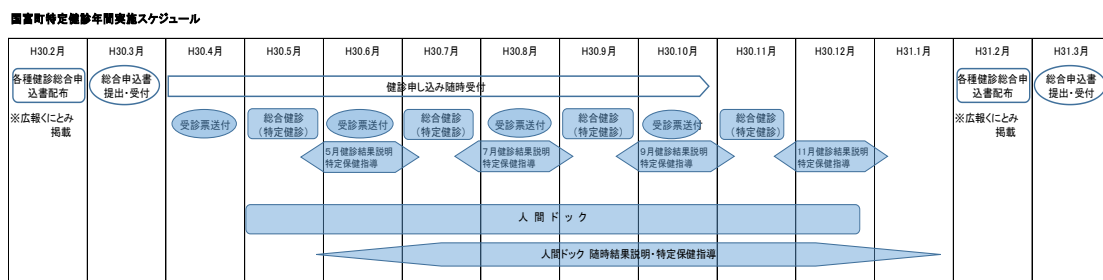 国富町特定健診年間実施スケジュール
H30.2月 H30.3月 H30.4月 H30.5月 H30.6月 H30.7月 H30.8月 H30.9月 H30.10月 H30.11月 H30.12月 H31.1月 H31.2月 H31.3月
各種健診総合申
込書配布
※広報くにとみ
掲載
総合申込書
提出・受付
健診申し込み随時受付
各種健診総合申
込書配布
※広報くにとみ
掲載
総合申込書
提出・受付
受診票送付
総合健診
(特定健診)
受診票送付
総合健診
(特定健診)
受診票送付
総合健診
(特定健診)
受診票送付
総合健診
(特定健診)
5月健診結果説明
特定保健指導
7月健診結果説明
特定保健指導
9月健診結果説明
特定保健指導
11月健診結果説明
特定保健指導
人 間 ド ッ ク
人間ドック 随時結果説明・特定保健指導